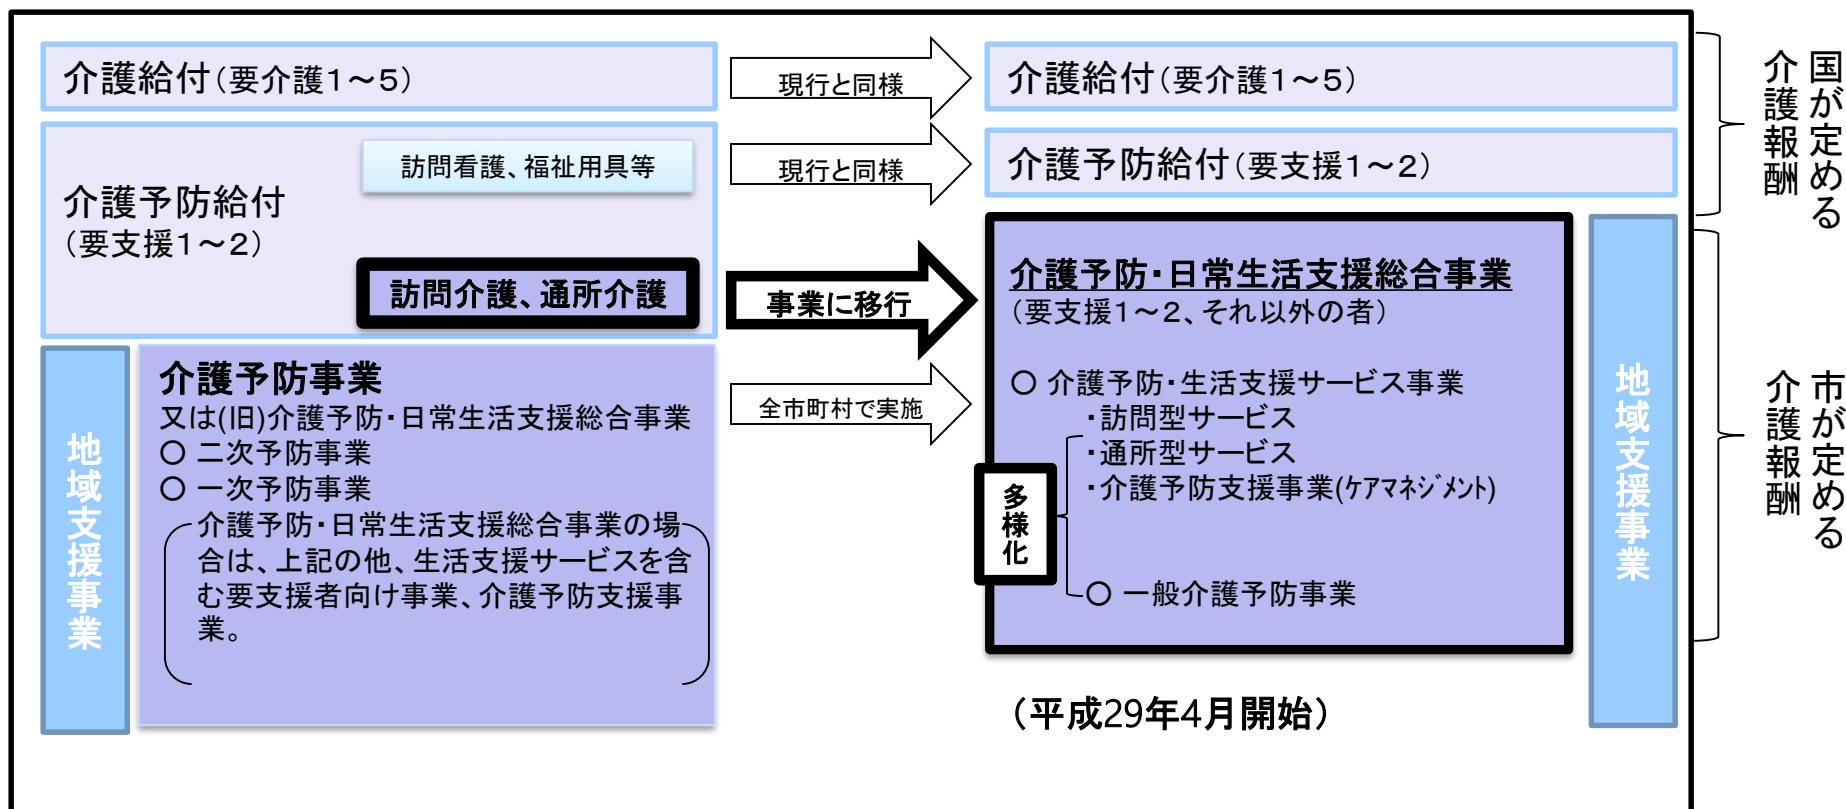 介護給付(要介護1~5)
介護予防給付
(要支援1~2)
訪問看護、福祉用具等
訪問介護、通所介護
地域支援事業
介護予防事業
又は(旧)介護予防・日常生活支援総合事業
○ 二次予防事業
○ 一次予防事業
介護予防・日常生活支援総合事業の場
合は、上記の他、生活支援サービスを含
む要支援者向け事業、介護予防支援事
業。
現行と同様
現行と同様
事業に移行
全市町村で実施
介護給付(要介護1~5)
介護予防給付(要支援1~2)
介護予防・日常生活支援総合事業
(要支援1~2、それ以外の者)
○ 介護予防・生活支援サービス事業
・訪問型サービス
・通所型サービス
・介護予防支援事業(ケアマネジメント)
多様化
○ 一般介護予防事業
(平成29年4月開始)
地域支援事業
国が定める
介護報酬
市が定める
介護報酬